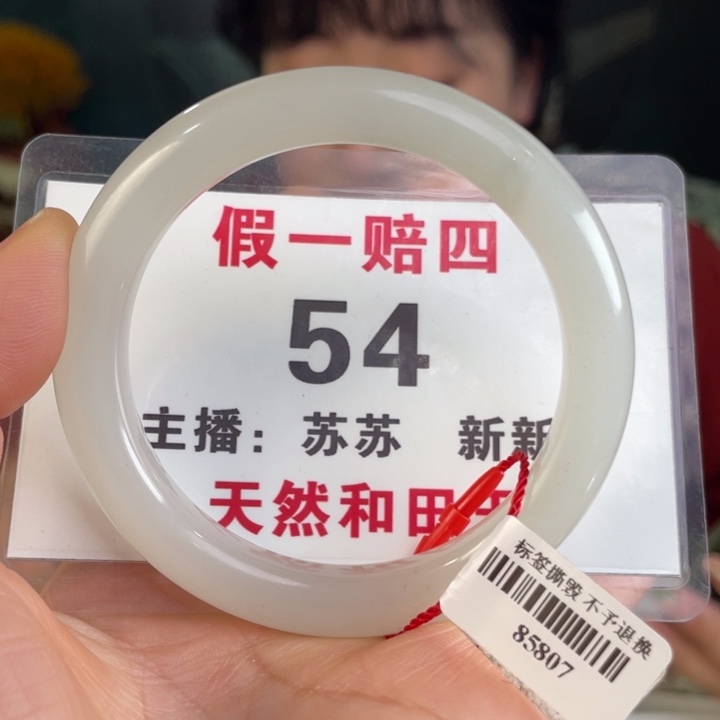 假一赔四
54
主播：苏苏 新新
天然和田
标签撕毁 不予退换
85807